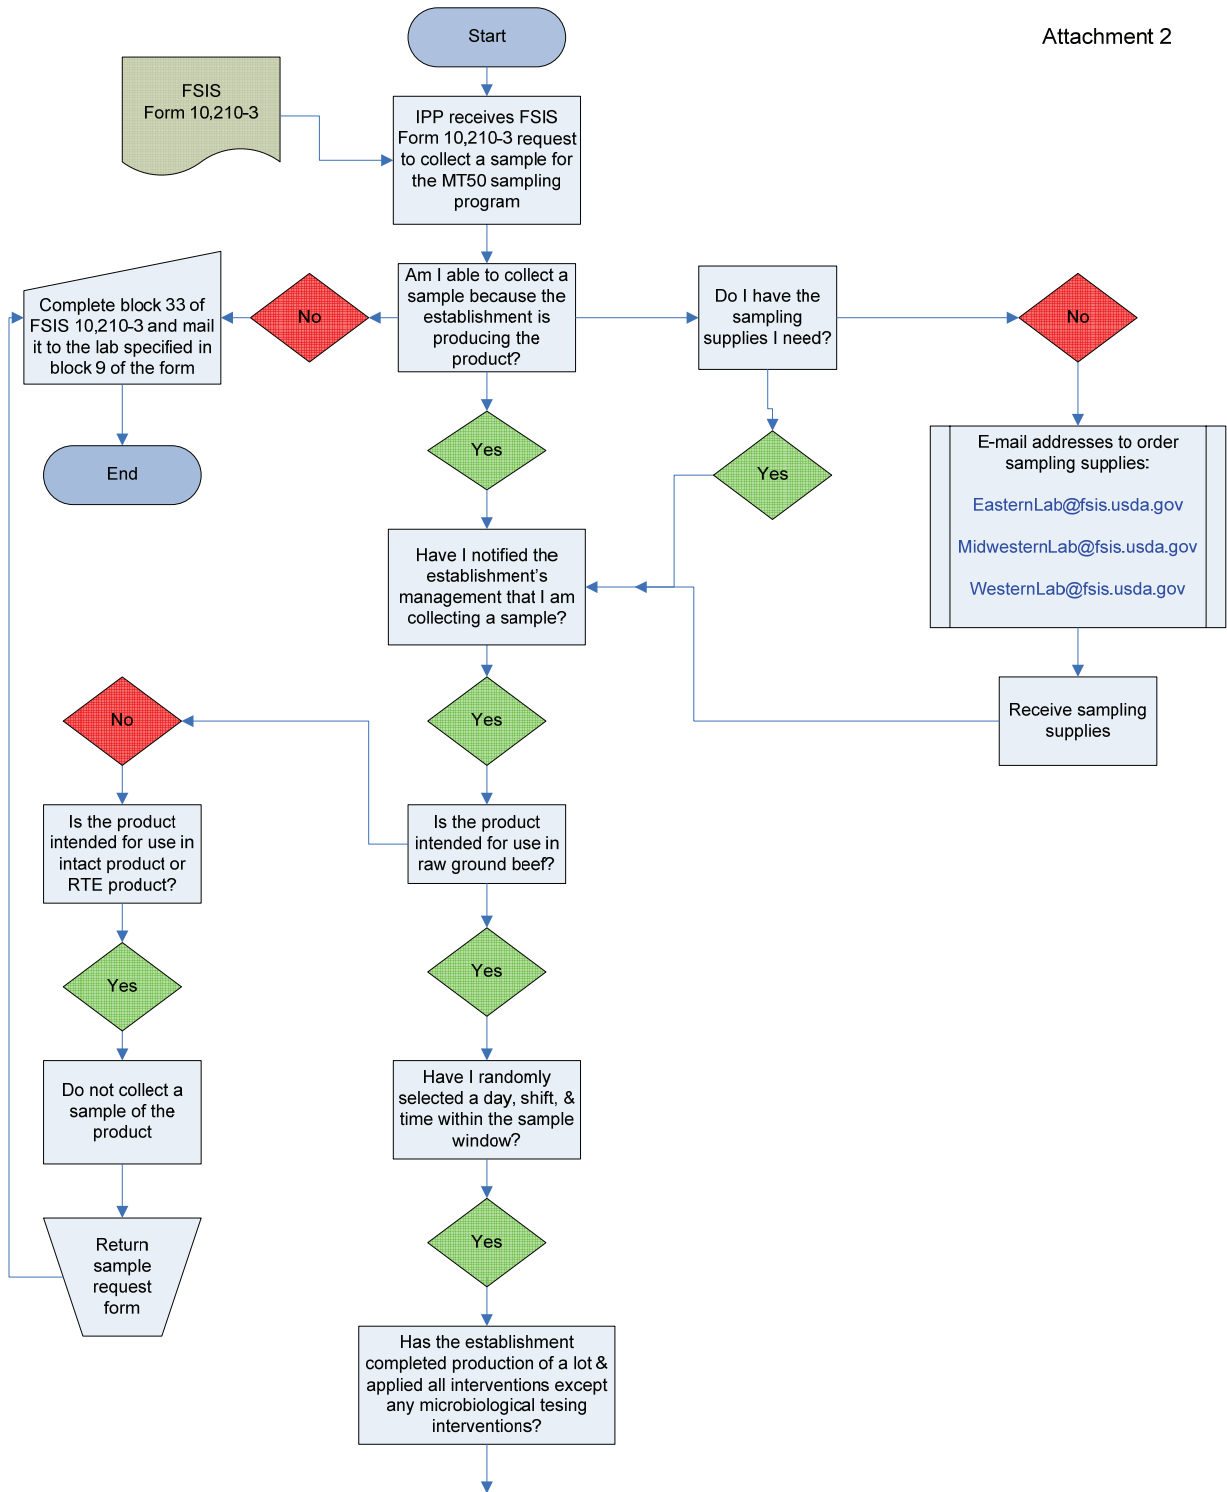 Start
Attachment 2
FSIS
Form 10,210-3
IPP receives FSIS
Form 10,210-3 request
to collect a sample for
the MT50 sampling
program
Complete block 33 of
FSIS 10,210-3 and mail
it to the lab specified in
block 9 of the form
No
Am I able to collect a
sample because the
establishment is
producing the
product?
Do I have the
sampling
supplies I need?
No
End
Yes
Yes
E-mail addresses to order
sampling supplies:
EasternLab@fsis.usda.gov
MidwesternLab@fsis.usda.gov
WesternLab@fsis.usda.gov
Have I notified the
establishment’s
management that I am
collecting a sample?
No
Yes
Receive sampling
supplies
Is the product
intended for use in
intact product or
RTE product?
Is the product
intended for use in
raw ground beef?
Yes
Yes
Do not collect a
sample of the
product
Have I randomly
selected a day, shift, &
time within the sample
window?
Return
sample
request
form
Yes
Has the establishment
completed production of a lot &
applied all interventions except
any microbiological tesing
interventions?